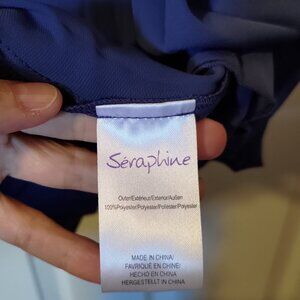 Séraphine
Outer/Extérieur/Exterior/Außen
100%Polyester/Polyester/Poliéster/Polyester
MADE IN CHINA/
FAVRIQUÉ EN CHINE/
HECHO EN CHINA/
HERGESTELLT IN CHINA